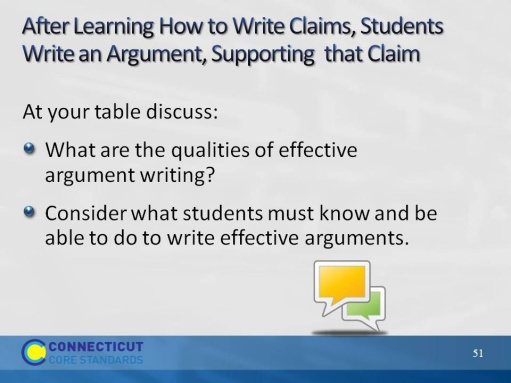 After Learning How to Write Claims, Students
Write an Argument, Supporting that Claim
At your table discuss:
What are the qualities of effective
argument writing?
Consider what students must know and be
able to do to write effective arguments.
CONNECTICUT
CORE STANDARDS
51